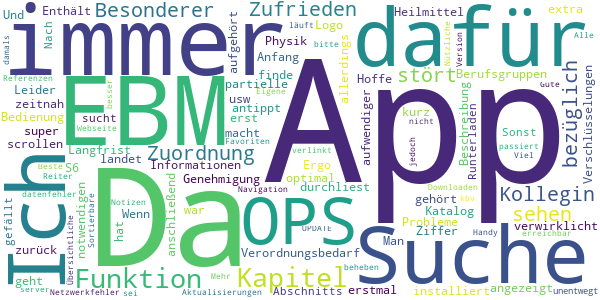 immer
App
dafür
EBM
Da
Ich
OPS
Suche
Besonderer
Zufrieden
Und
Enthält
Logo
extra
Heilmittel
läuft
damals
Nach
aufgehört
Physik
Anfang
bitte
Nützliche
Version
Alle
Referenzen
allerdings
stört
Berufsgruppen
Gute
Leider
zeitnah
partielle
finde
Hoffe
bezüglich
Verschlüsselungen
Bedienung
besser
usw
antippt
aufwendiger
Beschreibung
Runterladen
super
sucht
Webseite
macht
erst
Favoriten
kurz
nicht
scrollen
Langfrist
Zuordnung
verlinkt
Eigene
Sonst
passiert
jedoch
Viel
S6
landet
Informationen
Ergo
optimal
Beste
Reiter
datenfehler
notwendigen
Notizen
Genehmigung
Navigation
durchliest
gehört
Downloaden
Kollegin
gefällt
Wenn
anschließend
war
Katalog
sehen
Probleme
KBV
Übersichtliche
Sortierbare
hat
UPDATE
Verordnungsbedarf
Man
Ziffer
verwirklicht
zurück
Handy
erreichbar
geht
Funktion
Kapitel
Mehr
beheben
Abschnitts
erstmal
installiert
angezeigt
unentwegt
server
Netzwerkfehler
sei
Aktualisierungen